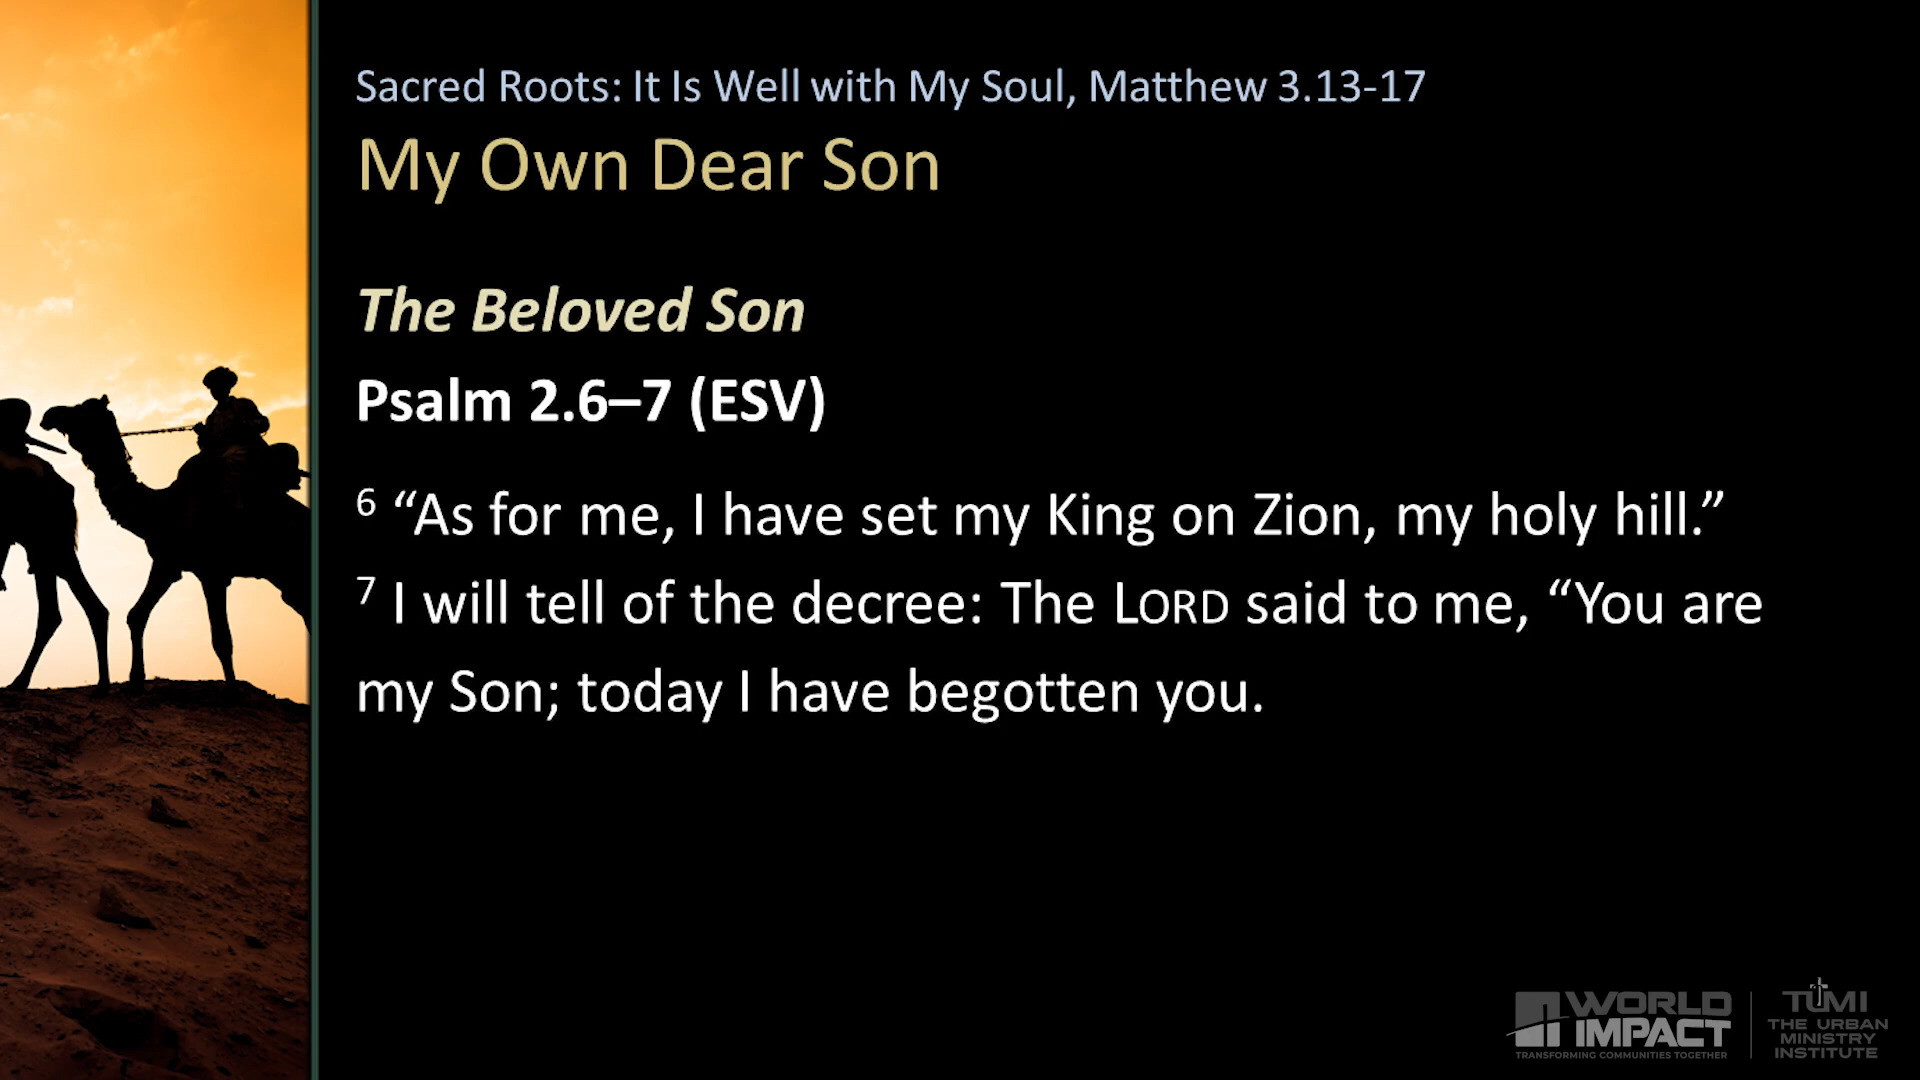 Sacred Roots: It Is Well with My Soul, Matthew 3.13-17
My Own Dear Son
The Beloved Son
Psalm 2.6–7 (ESV)
6 “As for me, I have set my King on Zion, my holy hill.”
7 I will tell of the decree: The LORD said to me, “You are
my Son; today I have begotten you.
WORLD
IMPACT
TRANSFORMING COMMUNITIES TOGETHER
TUMI
THE URBAN
MINISTRY
INSTITUTE